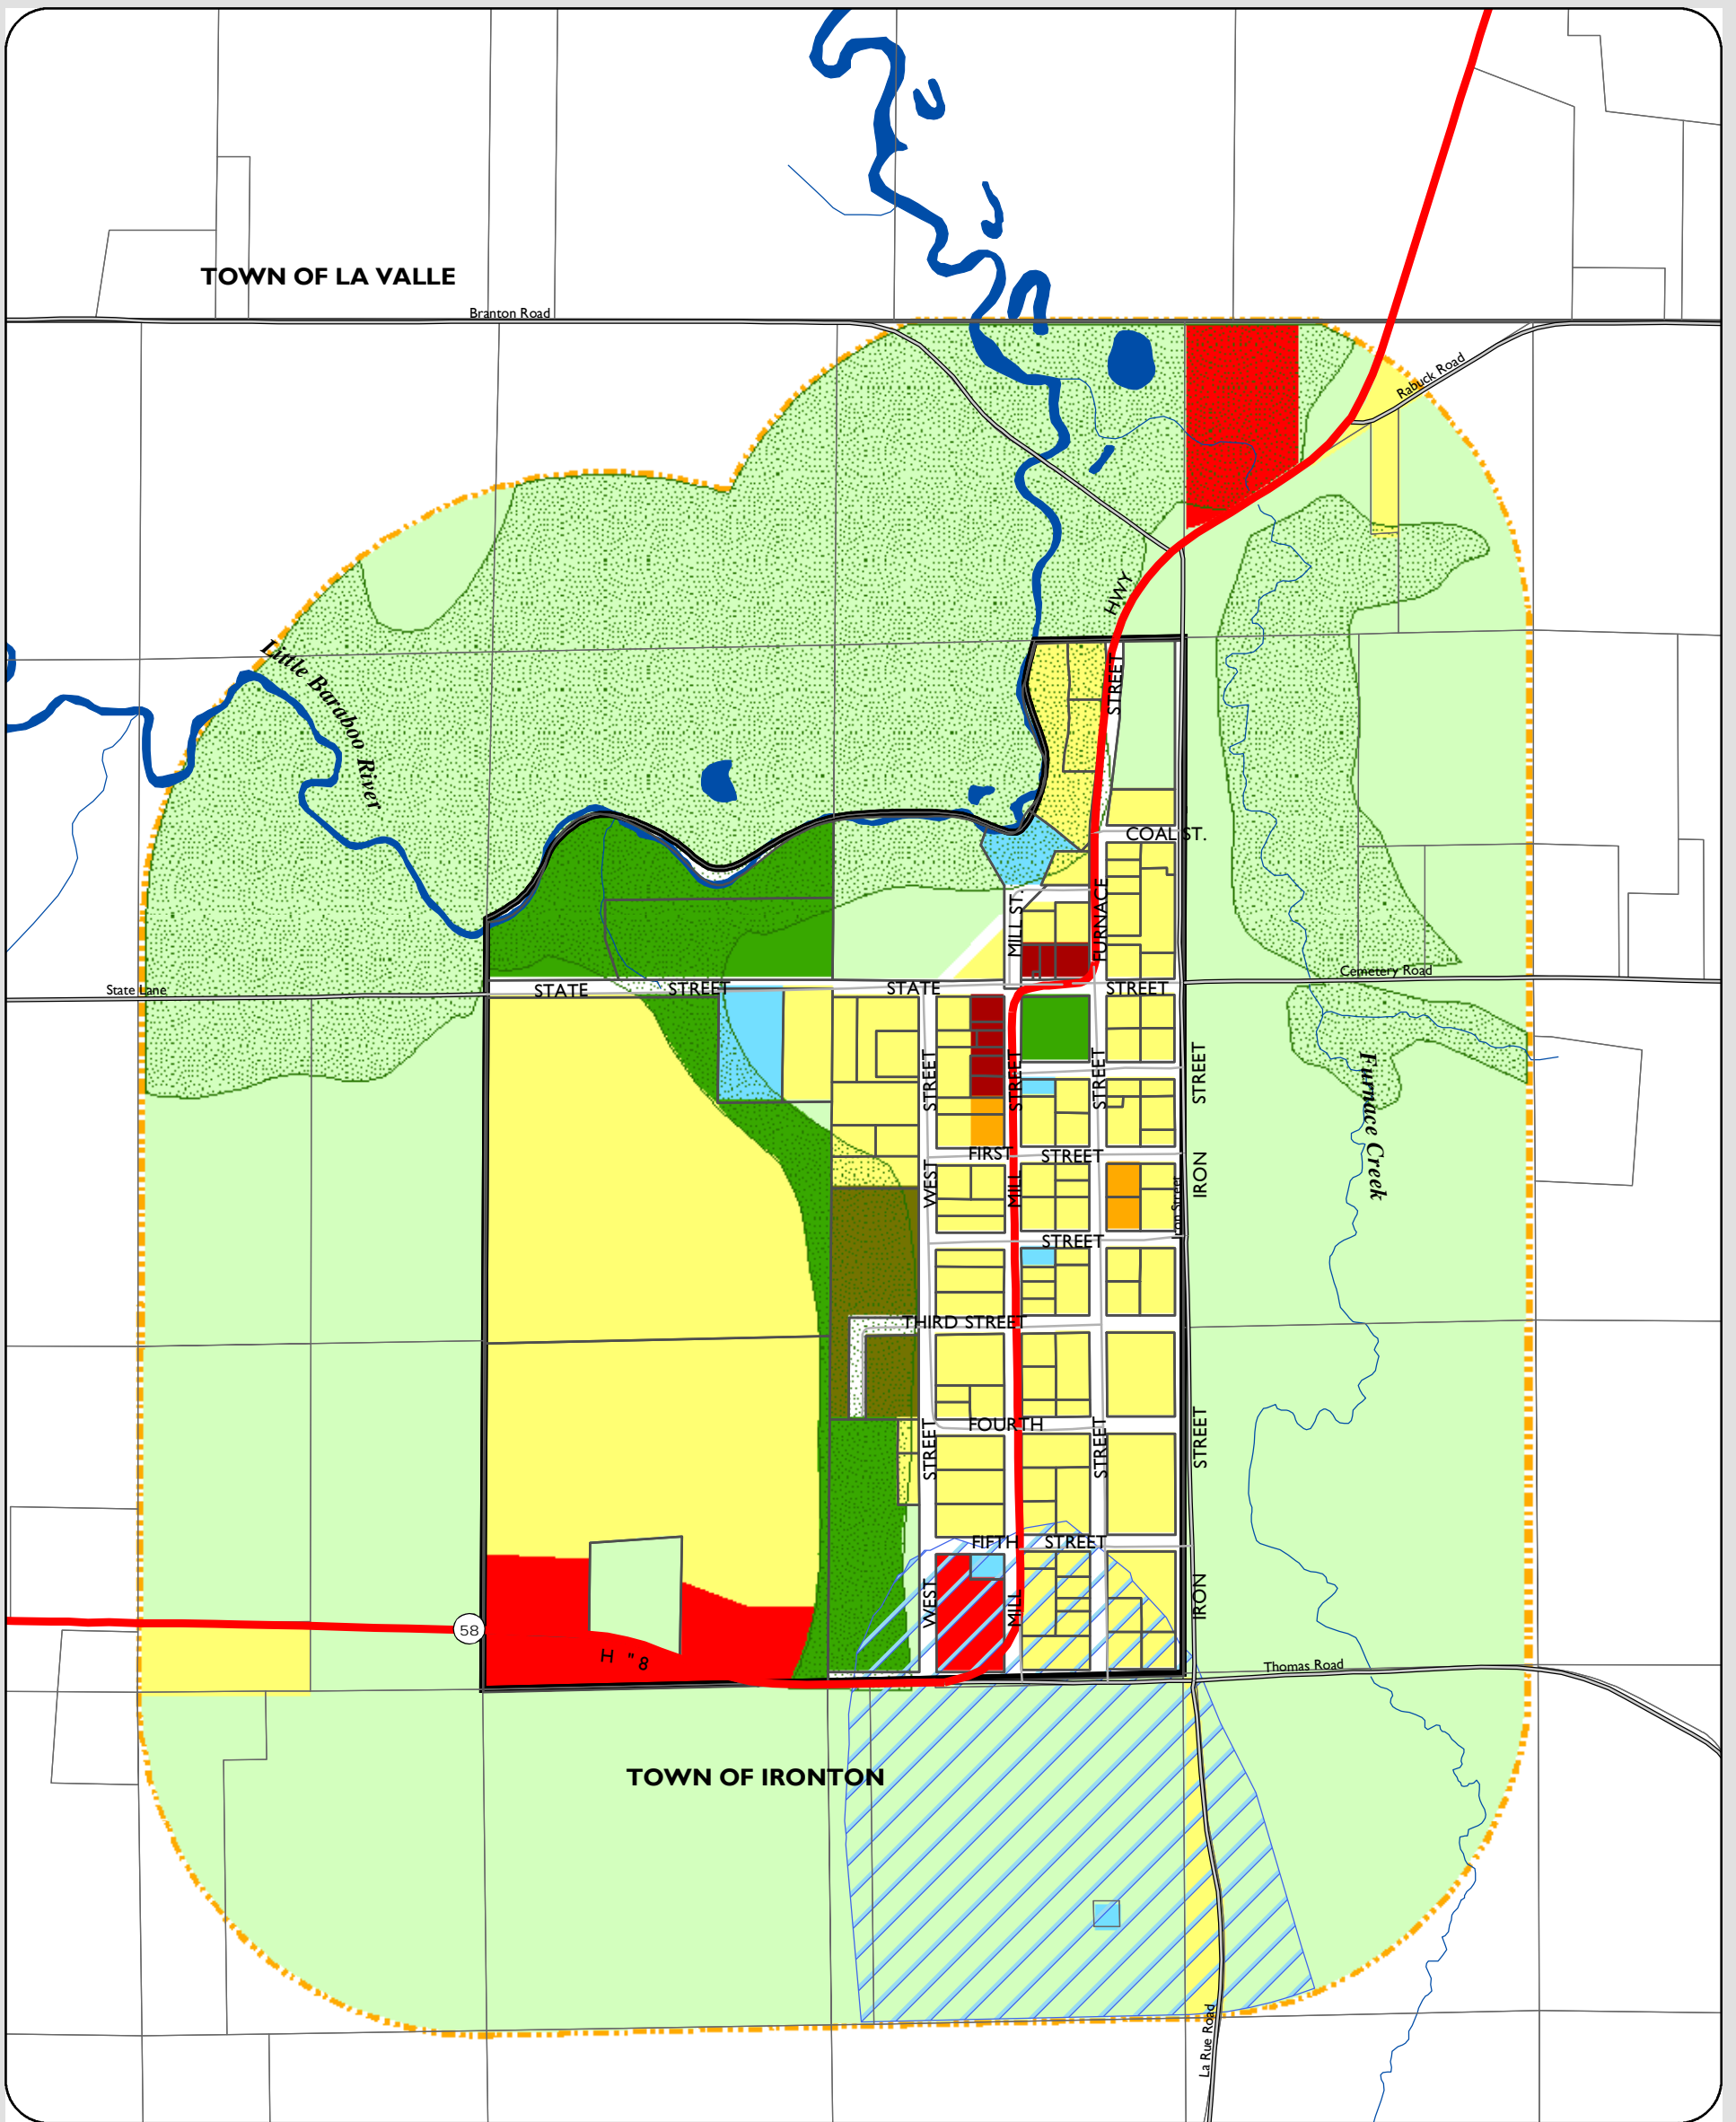 TOWN OF LA VALLE
Branton Road
Rabuck Road
HWY
STREET
Little Baraboo River
COAL ST.
MILL ST.
FURNACE
Cemetery Road
State Lane
STATE
STREET
STATE
STREET
STREET
STREET
STREET
STREET
Furnace Creek
FIRST
STREET
WEST
MILL
IRON
Iron Street
STREET
THIRD STREET
FOURTH
STREET
STREET
STREET
FIFTH
STREET
WEST
MILL
IRON
58
H "8
Thomas Road
TOWN OF IRONTON
La Rue Road